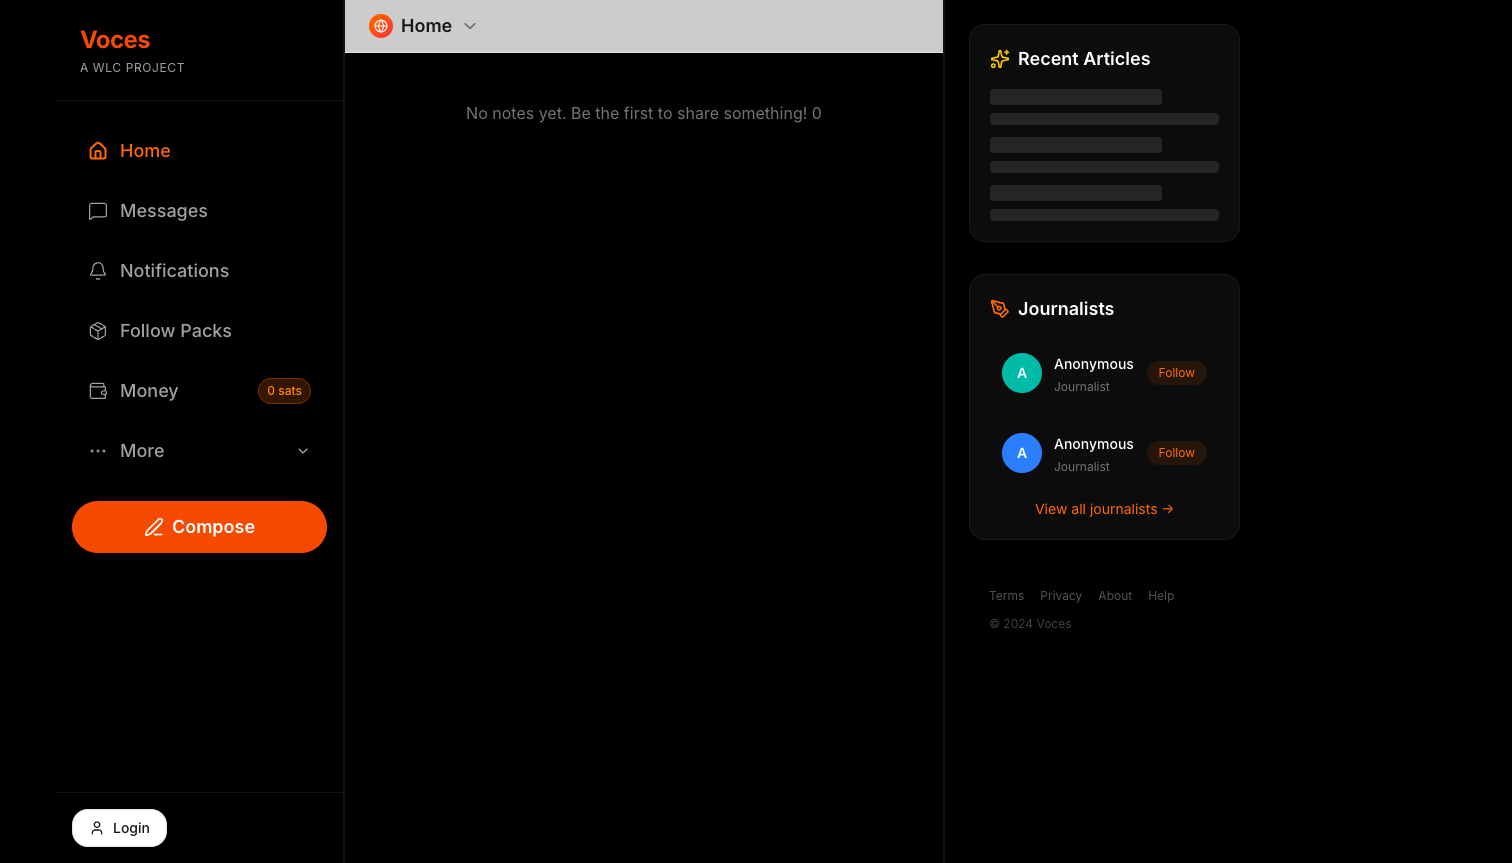 Voces
A WLC PROJECT
Home
Messages
Notifications
Follow Packs
Money
0 sats
More
Compose
Login
Home
No notes yet. Be the first to share something! 0
Recent Articles
Journalists
A
Anonymous
Journalist
Follow
A
Anonymous
Journalist
Follow
View all journalists →
Terms Privacy About Help
© 2024 Voces